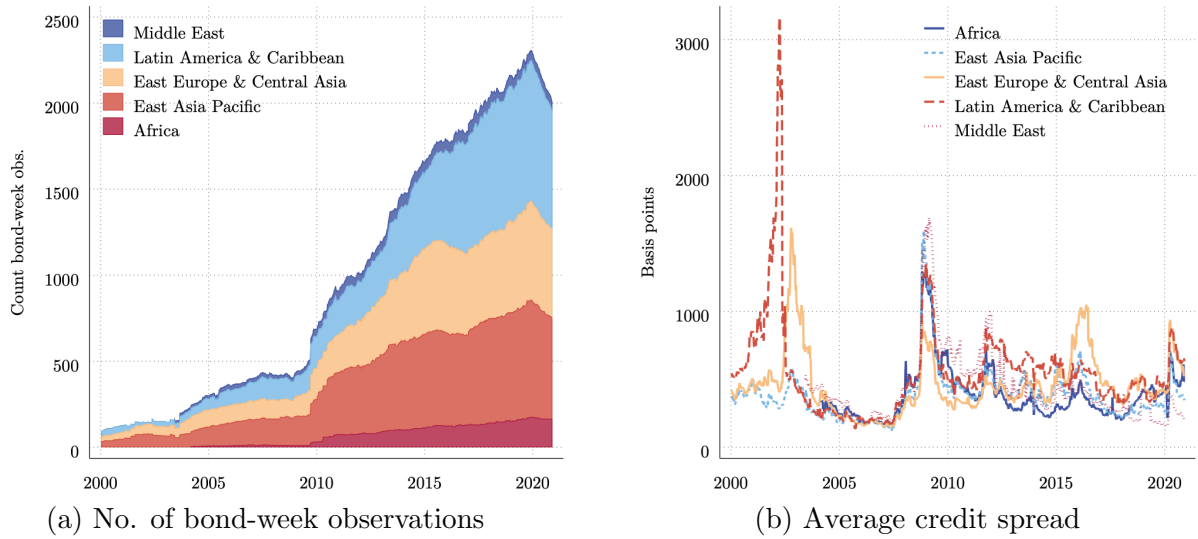 2500
2000
1500
1000
500
0
Count bond-week obs.
Middle East
Latin America & Caribbean
East Europe & Central Asia
East Asia Pacific
Africa
2000 2005 2010 2015 2020
(a) No. of bond-week observations
3000
2000
1000
0
Basis points
Africa
East Asia Pacific
East Europe & Central Asia
Latin America & Caribbean
Middle East
2000 2005 2010 2015 2020
(b) Average credit spread